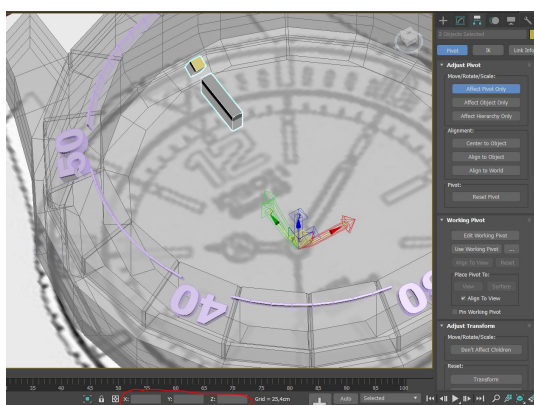 2 Objects Selected
Pivot IK Link Info
Adjust Pivot
Move/Rotate/Scale:
Affect Pivot Only
Affect Object Only
Affect Hierarchy Only
Alignment:
Center to Object
Align to Object
Align to World
Pivot:
Reset Pivot
Working Pivot
Edit Working Pivot
Use Working Pivot ...
Align To View Reset
Place Pivot To:
View Surface
Align To View
Pin Working Pivot
Adjust Transform
Move/Rotate/Scale:
Don't Affect Children
Reset:
Transform
50
40
35 40 45 50 55 60 65 70 75 80 85 90 95 100
X: Y: Z: Grid = 25,4cm Auto Selected